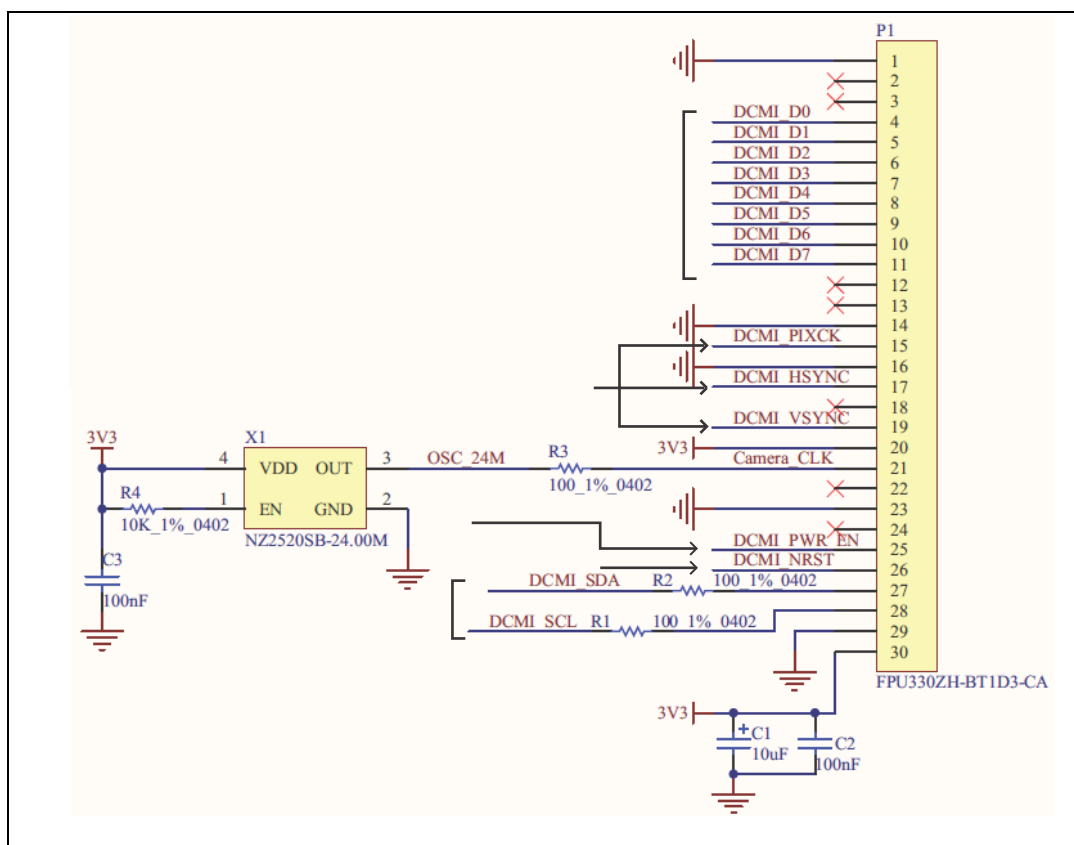 P1
1
2
3
DCMI_D0
4
DCMI_D1
5
DCMI_D2
6
DCMI_D3
7
DCMI_D4
8
DCMI_D5
9
DCMI_D6
10
DCMI_D7
11
12
13
14
DCMI_PIXCK
15
16
DCMI_HSYNC
17
18
DCMI_VSYNC
19
3V3
20
3V3
X1
4
VDD
OUT
3
OSC_24M
R3
100_1%_0402
Camera_CLK
21
R4
10K_1%_0402
1
EN
GND
2
NZ2520SB-24.00M
22
23
24
DCMI_PWR_EN
25
DCMI_NRST
26
C3
100nF
DCMI_SDA
R2
100_1%_0402
27
28
DCMI_SCL
R1
100_1%_0402
29
30
FPU330ZH-BT1D3-CA
3V3
+
C1
10uF
C2
100nF